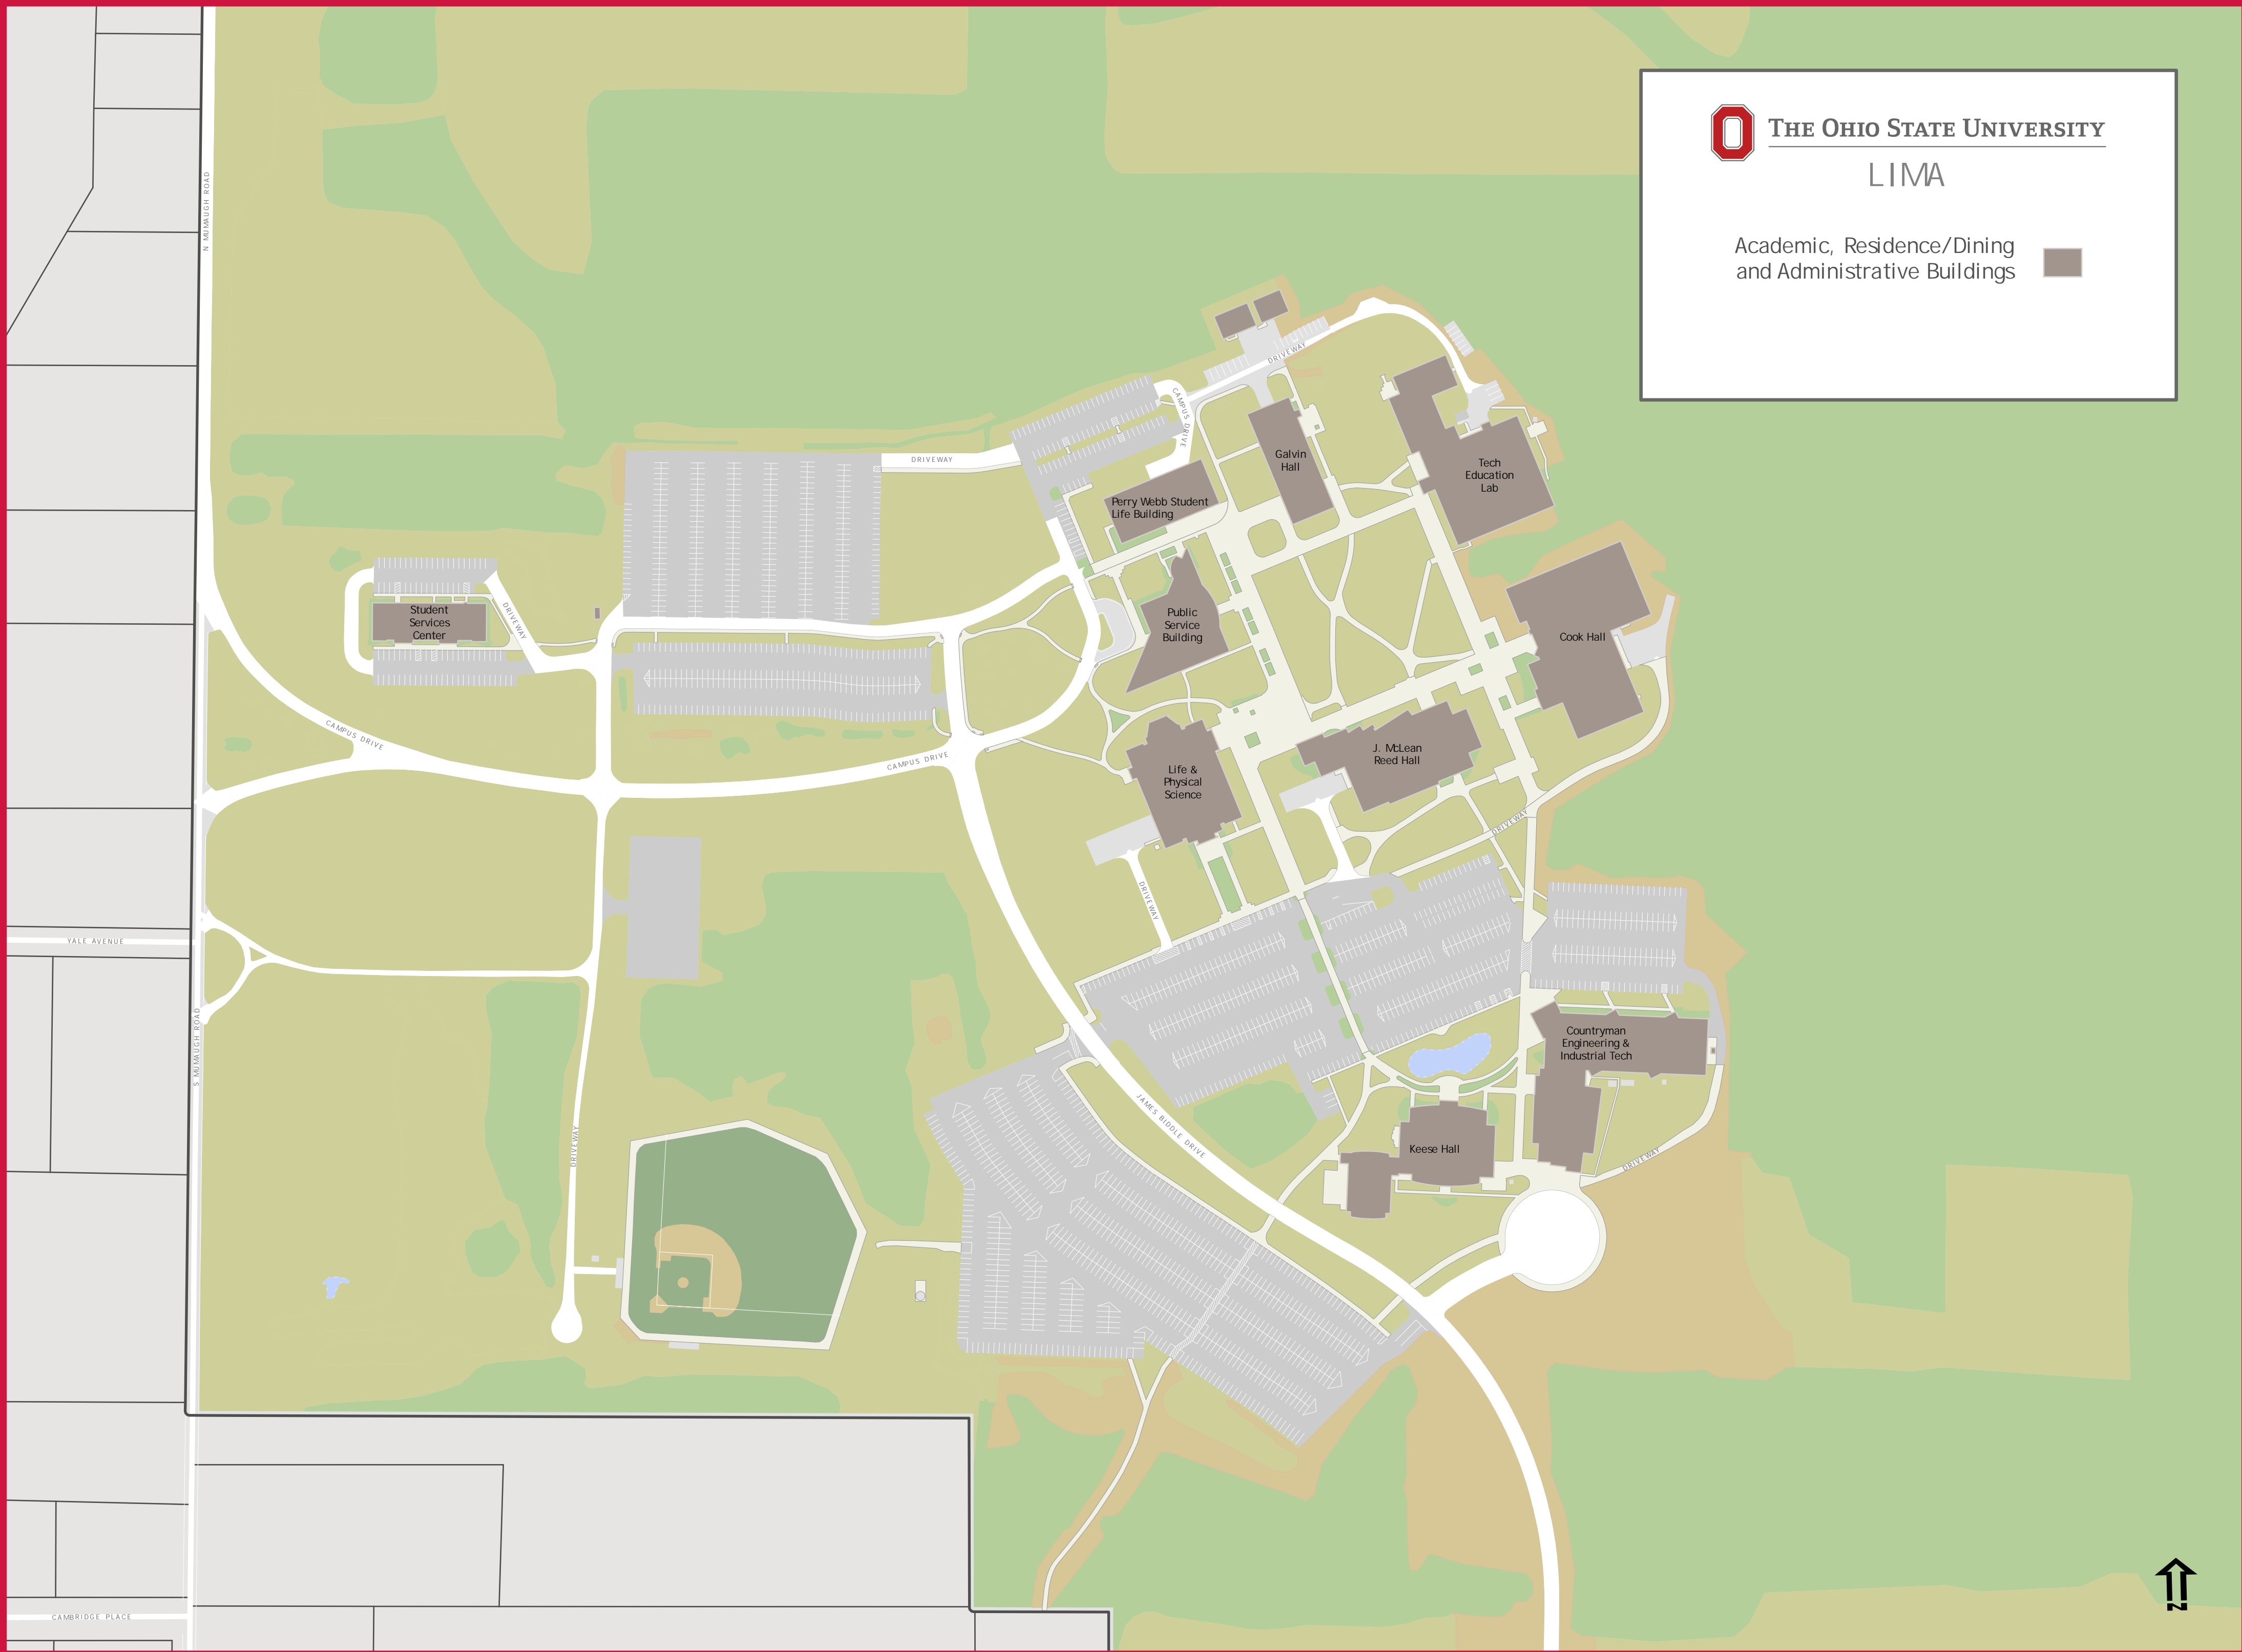 THE OHIO STATE UNIVERSITY
LIMA
Academic, Residence/Dining
and Administrative Buildings
N MUMAUGH ROAD
DRIVEWAY
CAMPUS DRIVE
DRIVEWAY
Galvin
Hall
Tech
Education
Lab
Perry Webb Student
Life Building
Student
Services
Center
DRIVEWAY
Public
Service
Building
Cook Hall
CAMPUS DRIVE
CAMPUS DRIVE
J. McLean
Reed Hall
Life &
Physical
Science
DRIVEWAY
DRIVEWAY
YALE AVENUE
S MUMAUGH ROAD
Countryman
Engineering &
Industrial Tech
JAMES BIDDLE DRIVE
DRIVEWAY
Keese Hall
DRIVEWAY
CAMBRIDGE PLACE
N